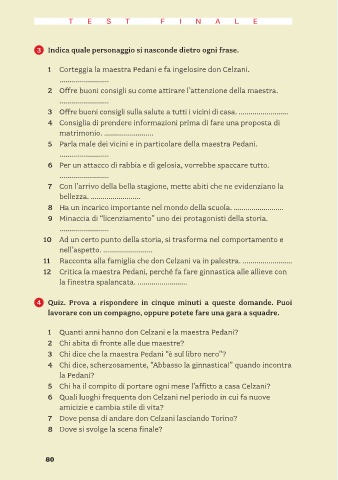 TEST FINALE
3 Indica quale personaggio si nasconde dietro ogni frase.
1 Corteggia la maestra Pedani e fa ingelosire don Celzani.
........................
2 Offre buoni consigli su come attirare l'attenzione della maestra.
........................
3 Offre buoni consigli sulla salute a tutti i vicini di casa. ........................
4 Consiglia di prendere informazioni prima di fare una proposta di
matrimonio. ........................
5 Parla male dei vicini e in particolare della maestra Pedani.
........................
6 Per un attacco di rabbia e di gelosia, vorrebbe spaccare tutto.
........................
7 Con l'arrivo della bella stagione, mette abiti che ne evidenziano la
bellezza. ........................
8 Ha un incarico importante nel mondo della scuola. ........................
9 Minaccia di "licenziamento" uno dei protagonisti della storia.
........................
10 Ad un certo punto della storia, si trasforma nel comportamento e
nell'aspetto. ........................
11 Racconta alla famiglia che don Celzani va in palestra. ........................
12 Critica la maestra Pedani, perché fa fare ginnastica alle allieve con
la finestra spalancata. ........................
4 Quiz. Prova a rispondere in cinque minuti a queste domande. Puoi
lavorare con un compagno, oppure potete fare una gara a squadre.
1 Quanti anni hanno don Celzani e la maestra Pedani?
2 Chi abita di fronte alle due maestre?
3 Chi dice che la maestra Pedani "è sul libro nero"?
4 Chi dice, scherzosamente, "Abbasso la ginnastica!" quando incontra
la Pedani?
5 Chi ha il compito di portare ogni mese l'affitto a casa Celzani?
6 Quali luoghi frequenta don Celzani nel periodo in cui fa nuove
amicizie e cambia stile di vita?
7 Dove pensa di andare don Celzani lasciando Torino?
8 Dove si svolge la scena finale?
80